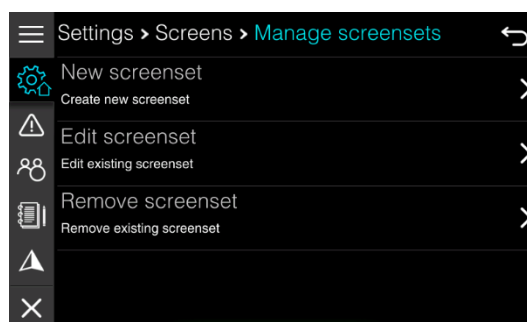 Settings > Screens > Manage screensets
New screenset
Create new screenset
Edit screenset
Edit existing screenset
Remove screenset
Remove existing screenset